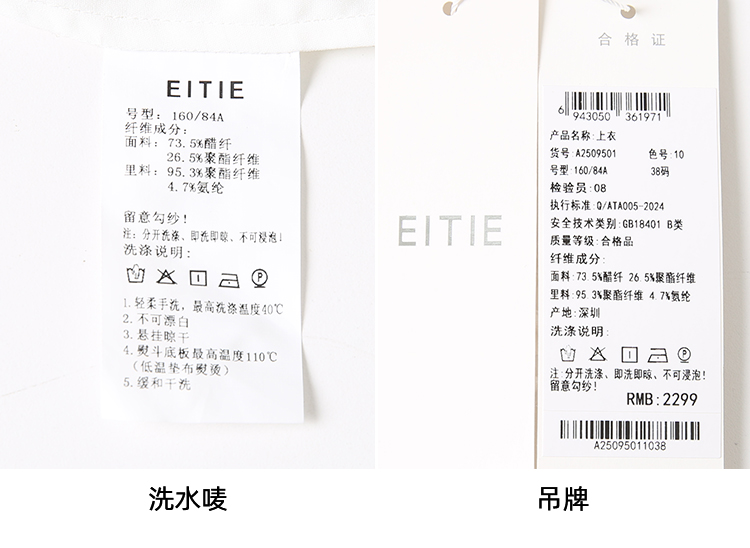 EITIE
号型: 160/84A
纤维成分:
面料: 73.5%醋纤
26.5%聚酯纤维
里料: 95.3%聚酯纤维
4.7%氨纶
留意勾纱!
注: 分开洗涤、即洗即晾、不可浸泡!
洗涤说明:
1.轻柔手洗, 最高洗涤温度40℃
2.不可漂白
3.悬挂晾干
4.熨斗底板最高温度110℃
(低温垫布熨烫)
5.缓和干洗
洗水唛
EITIE
合格证
6 943050 361971
产品名称:上衣
货号:A2509501 色号:10
号型:160/84A 38码
检验员:08
执行标准:Q/ATA005-2024
安全技术类别:GB18401 B类
质量等级:合格品
纤维成分:
面料:73.5%醋纤 26.5%聚酯纤维
里料:95.3%聚酯纤维 4.7%氨纶
产地:深圳
洗涤说明:
注:分开洗涤、即洗即晾、不可浸泡!
留意勾纱!
RMB:2299
A25095011038
吊牌